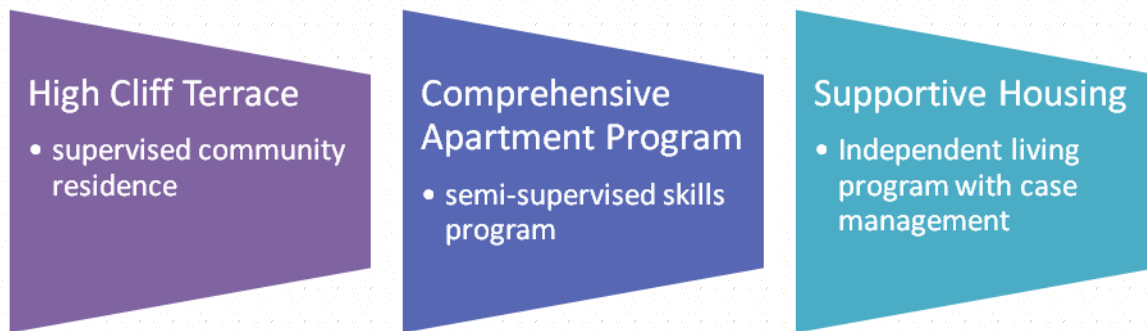 High Cliff Terrace
• supervised community
residence
Comprehensive
Apartment Program
• semi-supervised skills
program
Supportive Housing
• Independent living
program with case
management